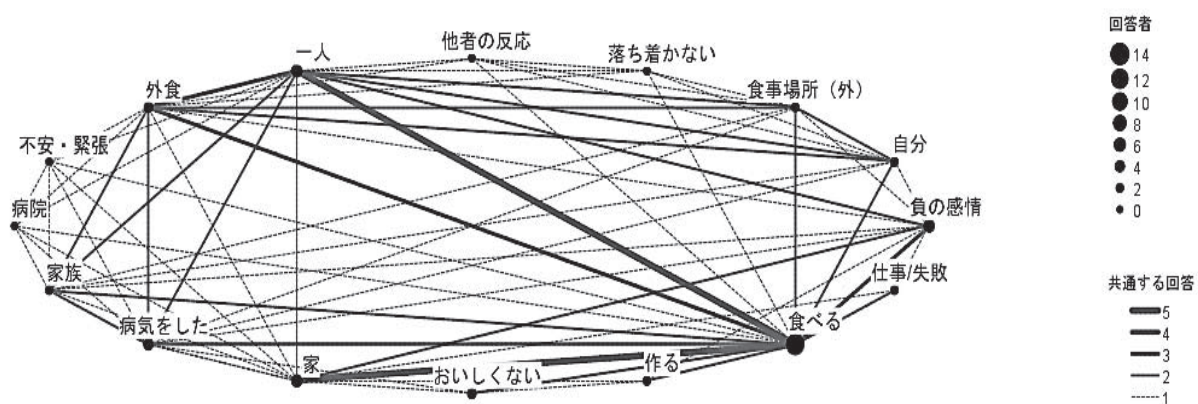 他者の反応
一人
落ち着かない
外食
食事場所（外）
不安・緊張
自分
病院
負の感情
家族
仕事/失敗
病気をした
食べる
家
おいしくない
作る
回答者
14
12
10
8
6
4
2
0
共通する回答
5
4
3
2
1